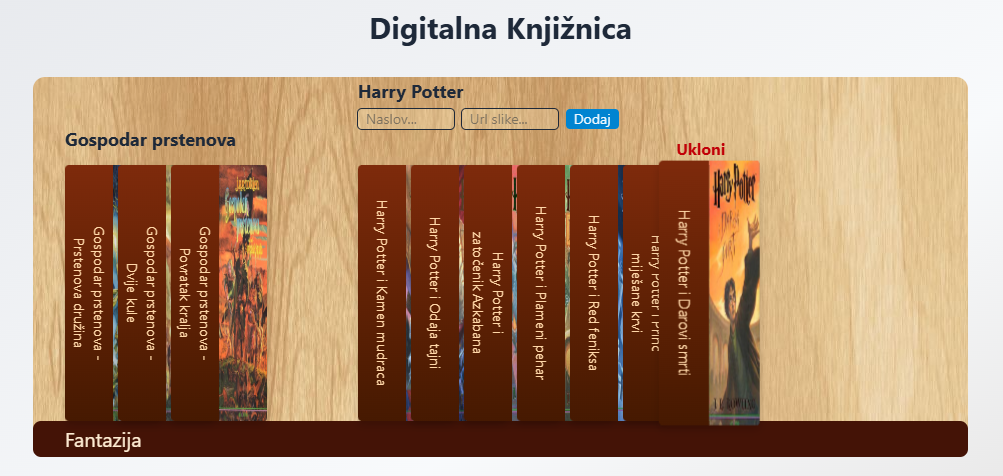 Digitalna Knjižnica
Gospodar prstenova
Gospodar prstenova -
Prstenova družina
Gospodar prstenova -
Dvije kule
Gospodar prstenova -
Povratak kralja
Harry Potter
Naslov...
Url slike...
Dodaj
Harry Potter i Kamen mudraca
Harry Potter i Odaja tajni
Harry Potter i
zatočenik Azkabana
Harry Potter i Plameni pehar
Harry Potter i Red feniksa
Harry Potter i Princ
miješane krvi
Ukloni
Harry Potter i Darovi smrti
Harry Potter
Fantazija